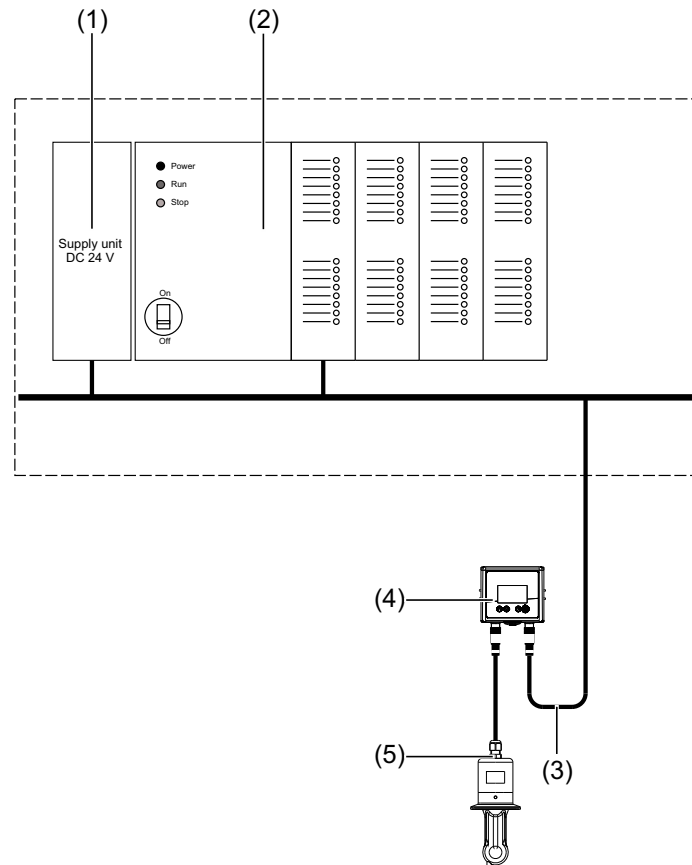 (1)
(2)
Power
Run
Stop
Supply unit
DC 24 V
On
Off
(4)
(5)
(3)